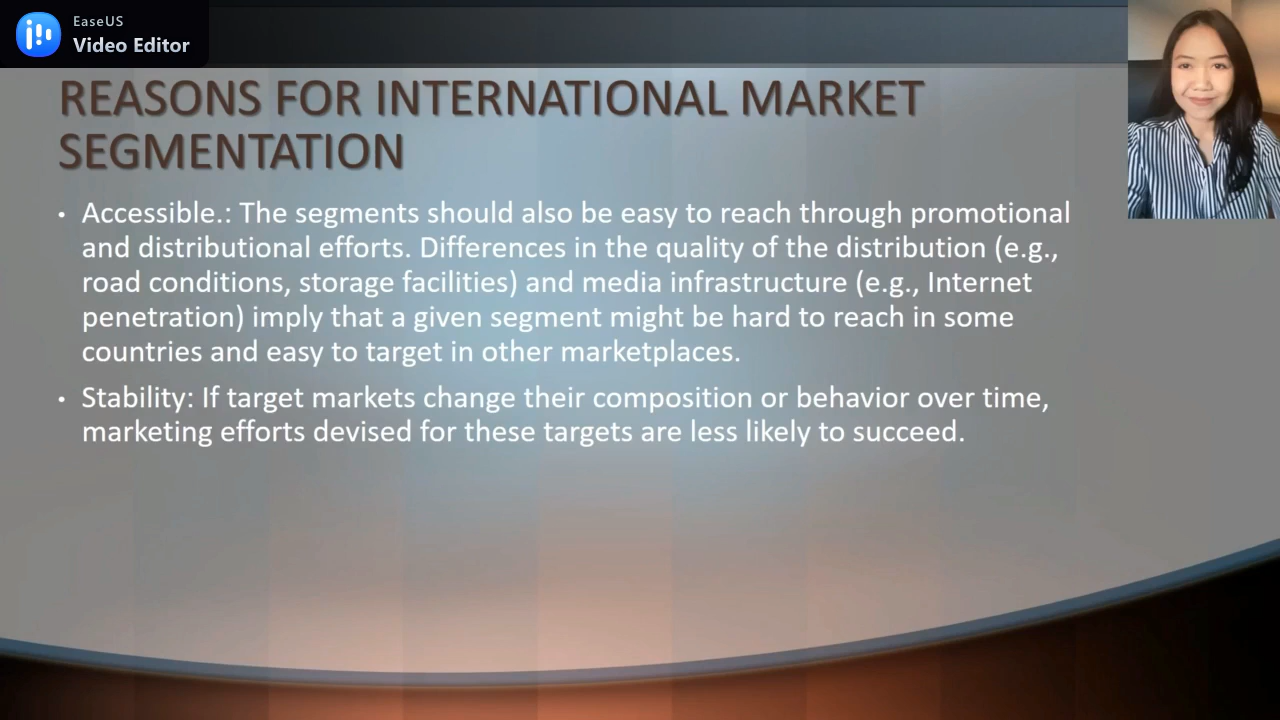 EaseUS
Video Editor
REASONS FOR INTERNATIONAL MARKET
SEGMENTATION
• Accessible.: The segments should also be easy to reach through promotional
and distributional efforts. Differences in the quality of the distribution (e.g.,
road conditions, storage facilities) and media infrastructure (e.g., Internet
penetration) imply that a given segment might be hard to reach in some
countries and easy to target in other marketplaces.
• Stability: If target markets change their composition or behavior over time,
marketing efforts devised for these targets are less likely to succeed.